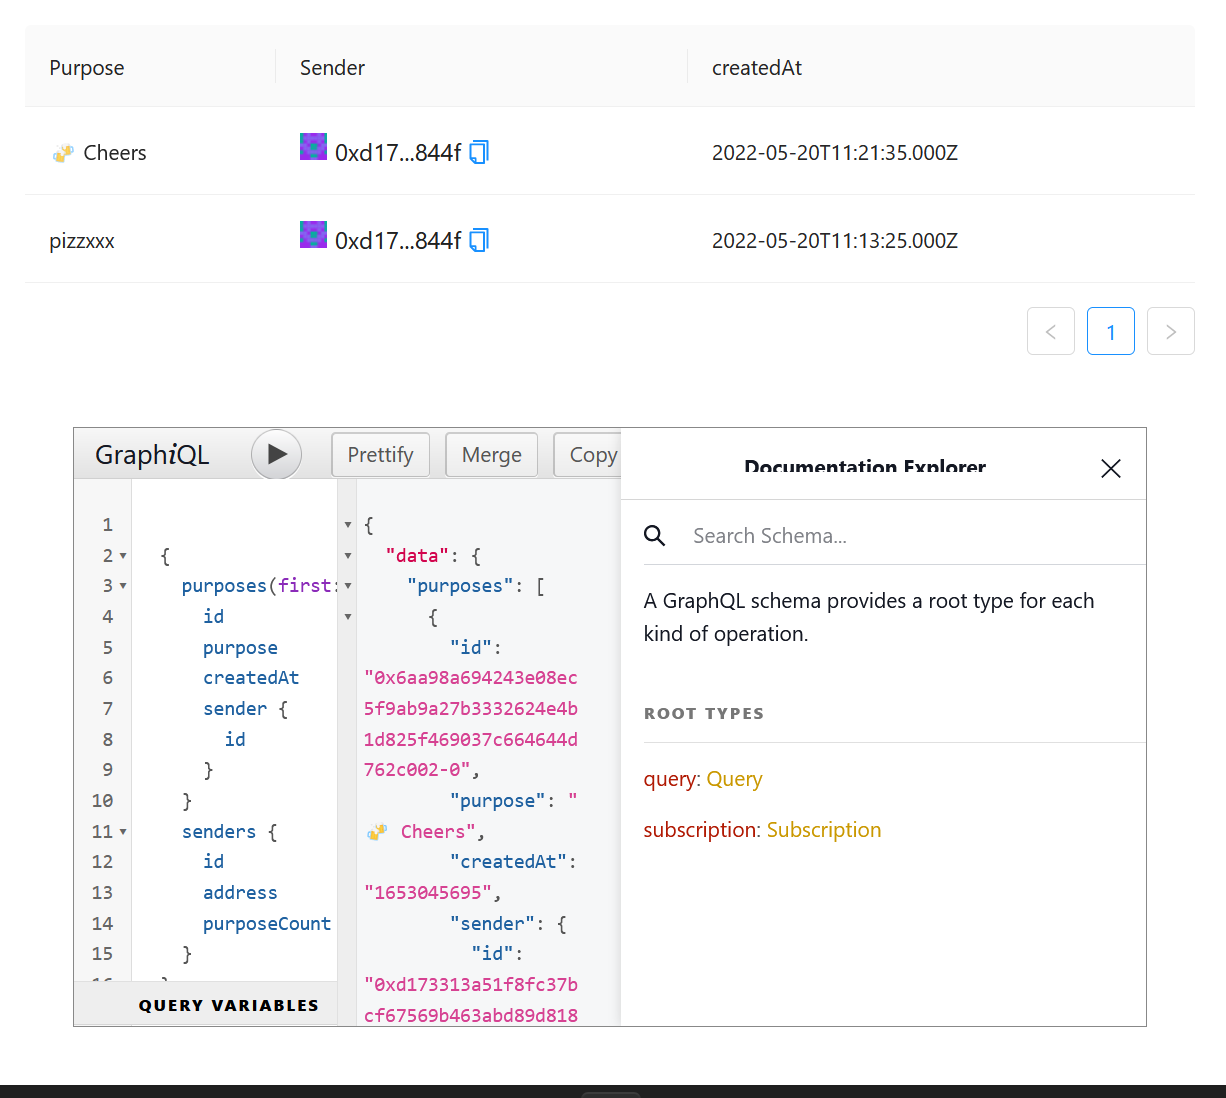 Purpose Sender createdAt
🍻 Cheers 0xd17...844f 2022-05-20T11:21:35.000Z
pizzxxx 0xd17...844f 2022-05-20T11:13:25.000Z
< 1 >
GraphiQL Prettify Merge Copy
1
2 {
3 purposes(first:
4 id
5 purpose
6 createdAt
7 sender {
8 id
9 }
10 }
11 senders {
12 id
13 address
14 purposeCount
15 }
16 }
QUERY VARIABLES
{
"data": {
"purposes": [
{
"id":
"0x6aa98a694243e08ec
5f9ab9a27b3332624e4b
1d825f469037c664644d
762c002-0",
"purpose": "
🍻 Cheers",
"createdAt":
"1653045695",
"sender": {
"id":
"0xd173313a51f8fc37b
cf67569b463abd89d818
Documentation Explorer
Search Schema...
A GraphQL schema provides a root type for each
kind of operation.
ROOT TYPES
query: Query
subscription: Subscription